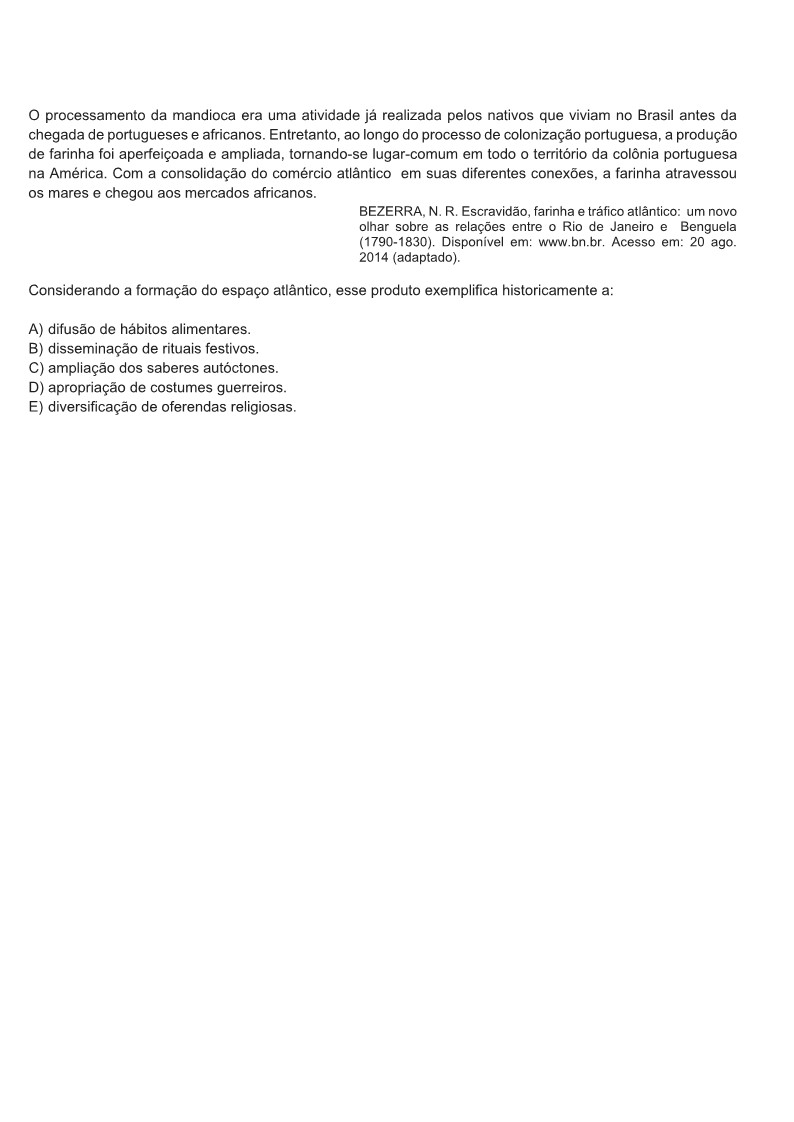 O processamento da mandioca era uma atividade já realizada pelos nativos que viviam no Brasil antes da
chegada de portugueses e africanos. Entretanto, ao longo do processo de colonização portuguesa, a produção
de farinha foi aperfeiçoada e ampliada, tornando-se lugar-comum em todo o território da colônia portuguesa
na América. Com a consolidação do comércio atlântico em suas diferentes conexões, a farinha atravessou
os mares e chegou aos mercados africanos.
BEZERRA, N. R. Escravidão, farinha e tráfico atlântico: um novo
olhar sobre as relações entre o Rio de Janeiro e Benguela
(1790-1830). Disponível em: www.bn.br. Acesso em: 20 ago.
2014 (adaptado).
Considerando a formação do espaço atlântico, esse produto exemplifica historicamente a:
A) difusão de hábitos alimentares.
B) disseminação de rituais festivos.
C) ampliação dos saberes autóctones.
D) apropriação de costumes guerreiros.
E) diversificação de oferendas religiosas.